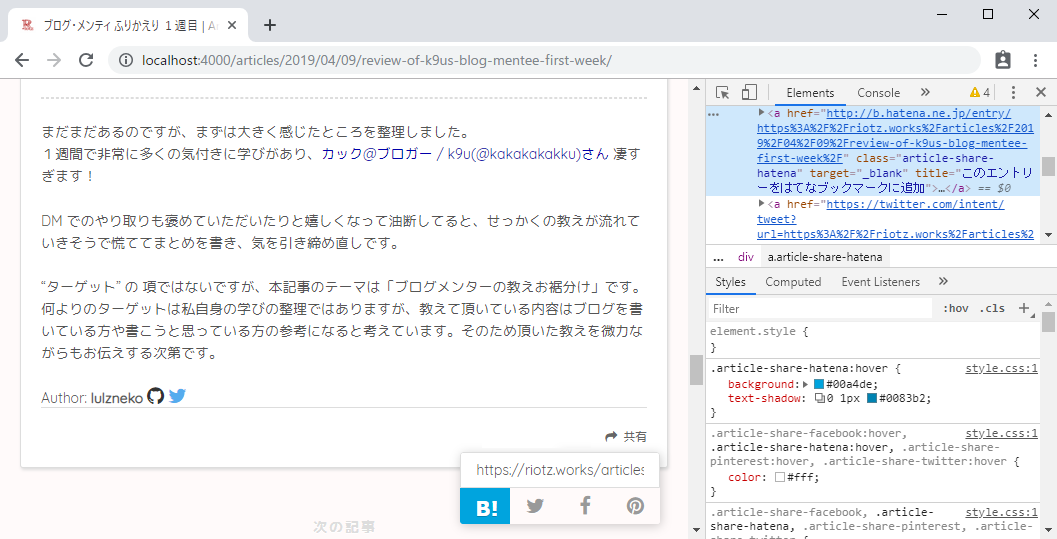 ブログ・メンティ ふりかえり １週目 | A
localhost:4000/articles/2019/04/09/review-of-k9us-blog-mentee-first-week/
まだまだあるのですが、まずは大きく感じたところを整理しました。
１週間で非常に多くの気付きに学びがあり、カック@ブロガー / k9u(@kakakakakku)さん 凄す
ぎます！
DM でのやり取りも褒めていただいたりと嬉しくなって油断してると、せっかくの教えが流れて
いきそうで慌ててまとめを書き、気を引き締め直しです。
“ターゲット” の 項ではないですが、本記事のテーマは「ブログメンターの教えお裾分け」です。
何よりのターゲットは私自身の学びの整理ではありますが、教えて頂いている内容はブログを書
いている方や書こうと思っている方の参考になると考えています。そのため頂いた教えを微力な
がらもお伝えする次第です。
Author: lulzneko
共有
https://riotz.works/articles
B!
次の記事
Elements Console » 4
<a href="http://b.hatena.ne.jp/entry/
https%3A%2F%2Friotz.works%2Farticles%2F201
9%2F04%2F09%2Freview-of-k9us-blog-mentee-
first-week%2F" class="article-share-
hatena" target="_blank" title="このエントリ
ーをはてなブックマークに追加">…</a> == $0
<a href="https://twitter.com/intent/
tweet?
url=https%3A%2F%2Friotz.works%2Farticles%2
... div a.article-share-hatena
Styles Computed Event Listeners »
Filter :hov .cls +
element.style {
}
.article-share-hatena:hover { style.css:1
background: #00a4de;
text-shadow: 0 1px #0083b2;
}
.article-share-facebook:hover, style.css:1
.article-share-hatena:hover, .article-share-
pinterest:hover, .article-share-twitter:hover {
color: #fff;
}
.article-share-facebook, .article- style.css:1
share-hatena, .article-share-pinterest, .article-
share-twitter {